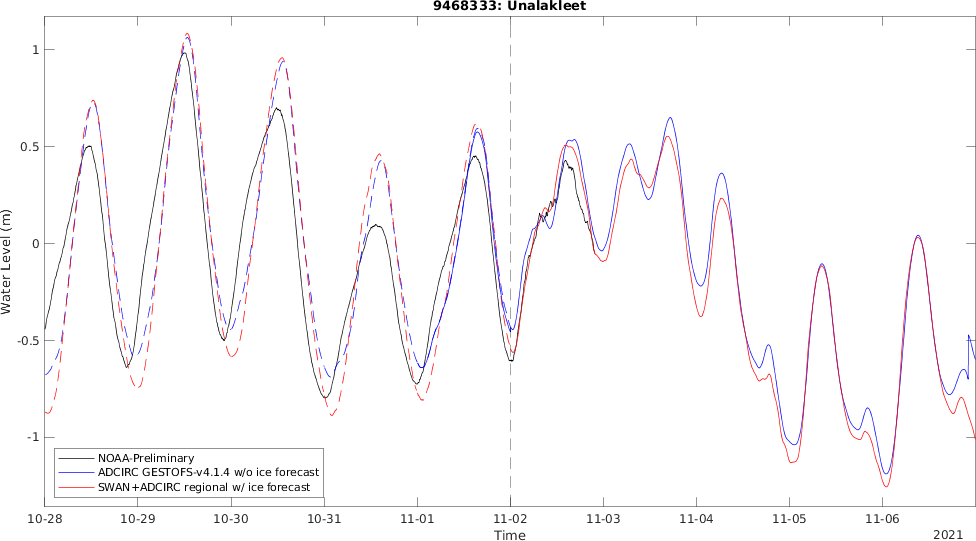 9468333: Unalakleet
Water Level (m)
1
0.5
0
-0.5
-1
NOAA-Preliminary
ADCIRC GESTOFS-v4.1.4 w/o ice forecast
SWAN+ADCIRC regional w/ ice forecast
10-28 10-29 10-30 10-31 11-01 11-02 11-03 11-04 11-05 11-06
Time
2021